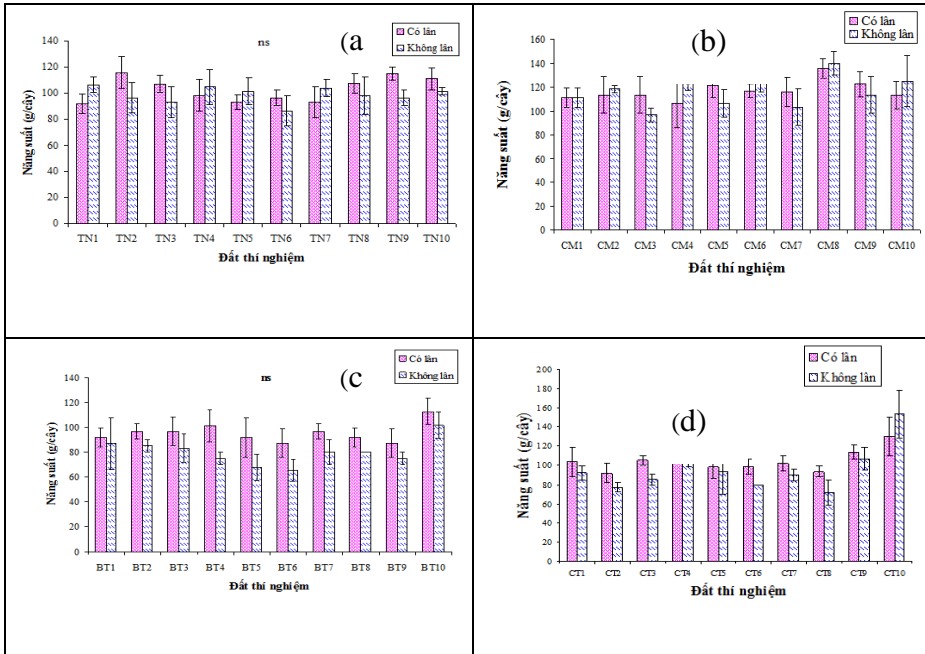 ns
(a
Có lân
Không lân
Năng suất (g/cây)
140
120
100
80
60
40
20
0
TN1 TN2 TN3 TN4 TN5 TN6 TN7 TN8 TN9 TN10
Đất thí nghiệm
(b)
Có lân
Không lân
Năng suất (g/cây)
160
140
120
100
80
60
40
20
0
CM1 CM2 CM3 CM4 CM5 CM6 CM7 CM8 CM9 CM10
Đất thí nghiệm
ns
(c
Có lân
Không lân
Năng suất (g/cây)
140
120
100
80
60
40
20
0
BT1 BT2 BT3 BT4 BT5 BT6 BT7 BT8 BT9 BT10
Đất thí nghiệm
(d)
Có lân
Không lân
Năng suất (g/cây)
200
180
160
140
120
100
80
60
40
20
0
CT1 CT2 CT3 CT4 CT5 CT6 CT7 CT8 CT9 CT10
Đất thí nghiệm